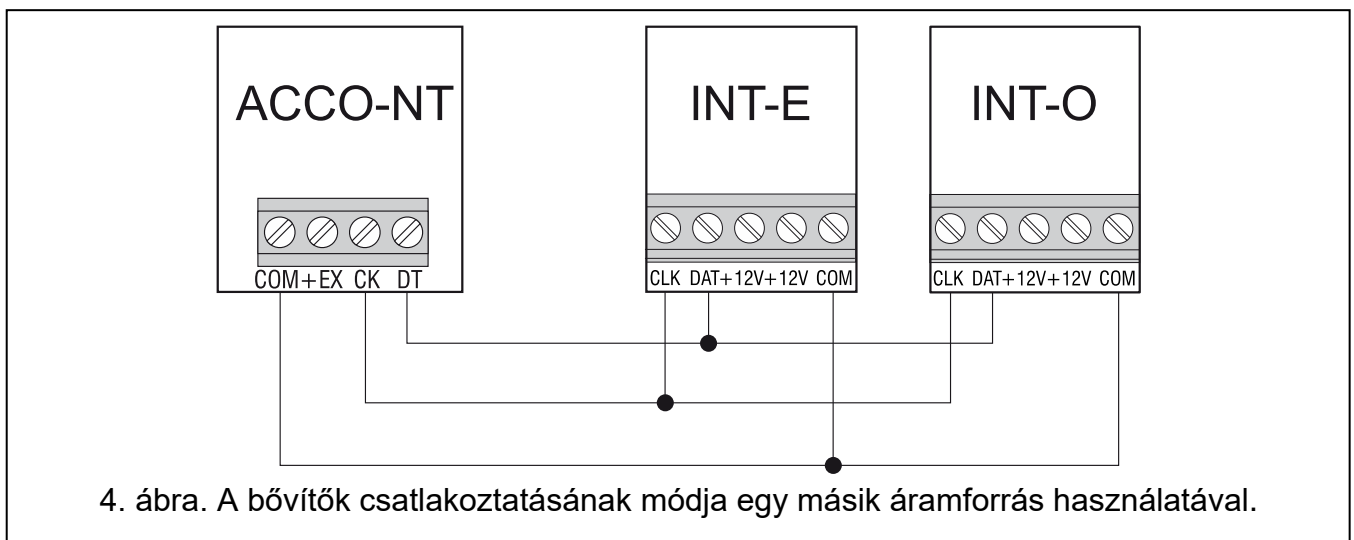 ACCO-NT
INT-E
INT-O
COM +EX CK DT
CLK DAT +12V +12V COM
CLK DAT +12V +12V COM
4. ábra. A bővítők csatlakoztatásának módja egy másik áramforrás használatával.